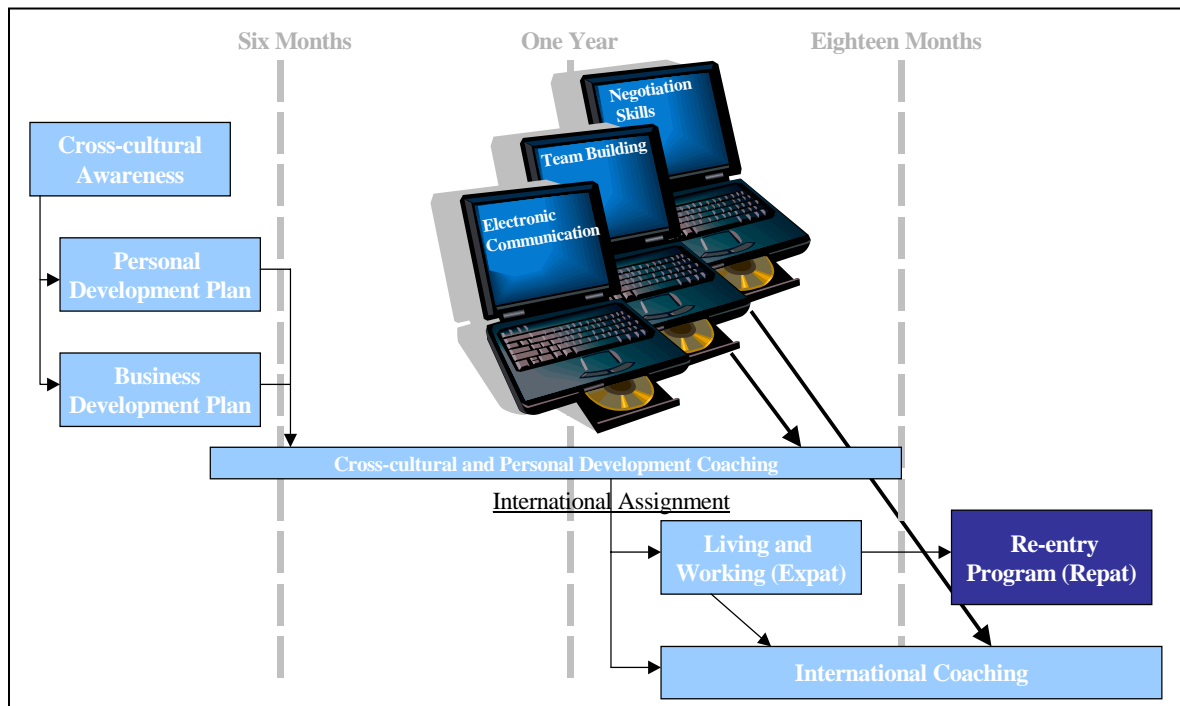 Six Months
One Year
Eighteen Months
Negotiation
Skills
Team Building
Electronic
Communication
Cross-cultural
Awareness
Personal
Development Plan
Business
Development Plan
Cross-cultural and Personal Development Coaching
International Assignment
Living and
Working (Expat)
Re-entry
Program (Repat)
International Coaching